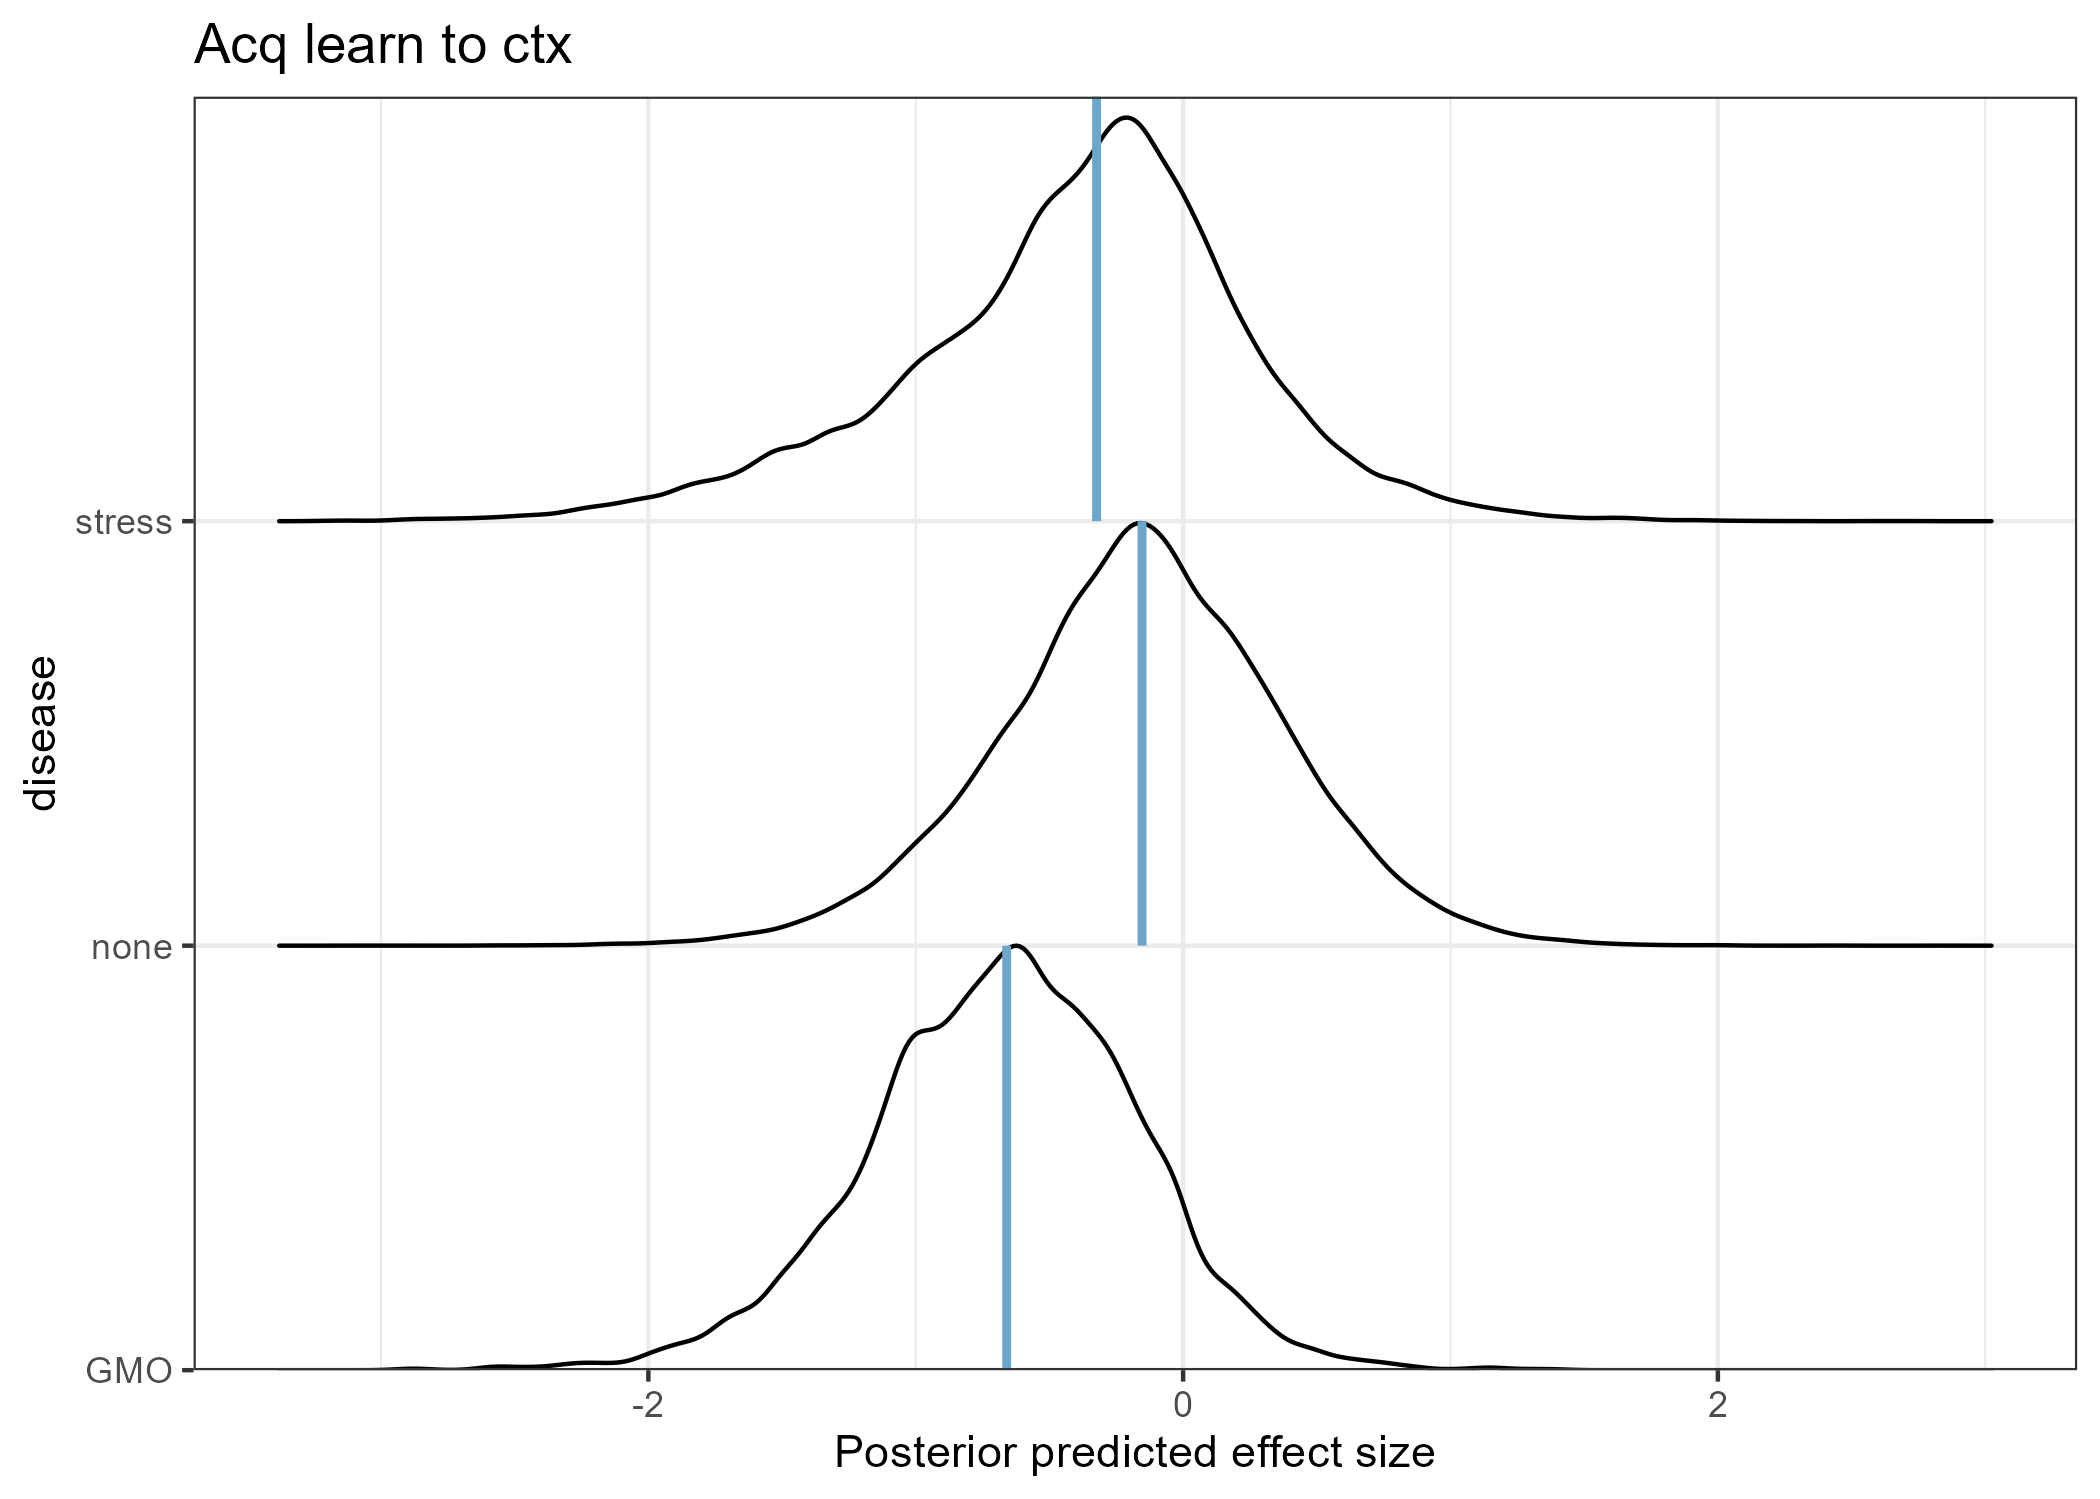 Acq learn to ctx
disease
stress
none
GMO
-2
0
2
Posterior predicted effect size